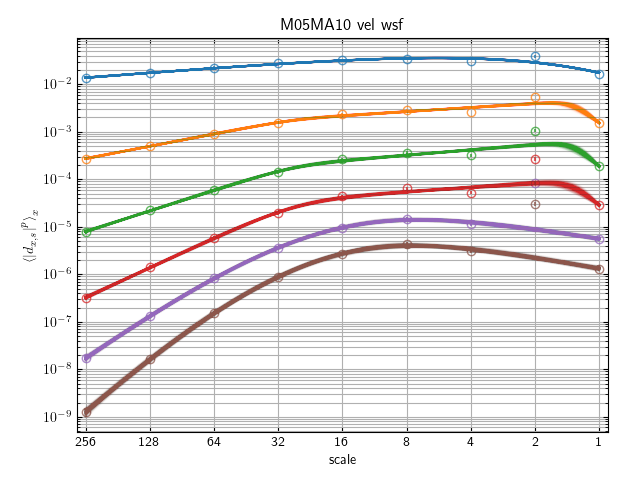 M05MA10 vel wsf
10⁻²
10⁻³
10⁻⁴
10⁻⁵
10⁻⁶
10⁻⁷
10⁻⁸
10⁻⁹
⟨|d_{x,s}|^p⟩_x
256 128 64 32 16 8 4 2 1
scale